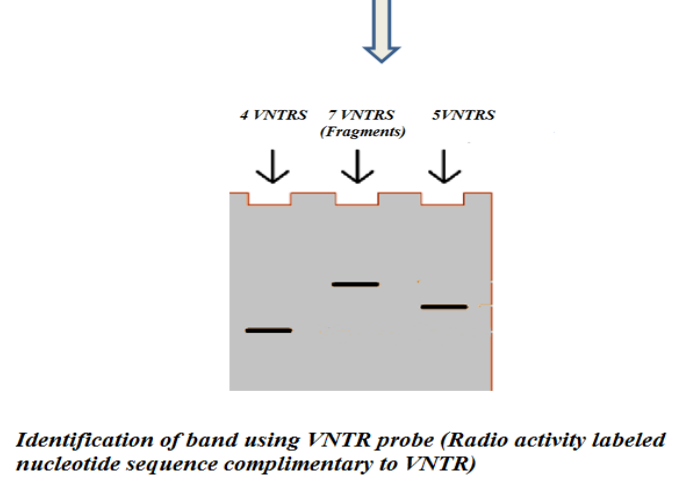 4 VNTRS 7 VNTRS 5VNTRS
(Fragments)
Identification of band using VNTR probe (Radio activity labeled
nucleotide sequence complimentary to VNTR)